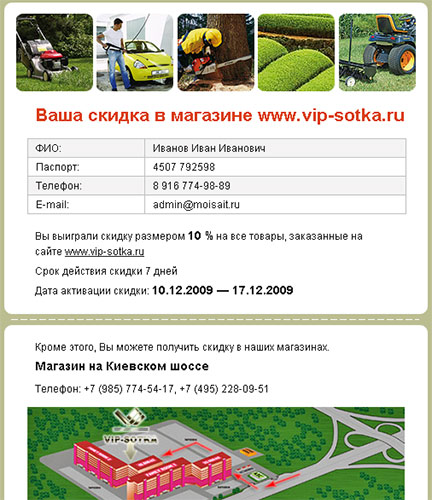 Ваша скидка в магазине www.vip-sotka.ru
ФИО: Иванов Иван Иванович
Паспорт: 4507 792598
Телефон: 8 916 774-98-89
E-mail: admin@moisait.ru
Вы выиграли скидку размером 10 % на все товары, заказанные на
сайте www.vip-sotka.ru
Срок действия скидки 7 дней
Дата активации скидки: 10.12.2009 — 17.12.2009
Кроме этого, Вы можете получить скидку в наших магазинах.
Магазин на Киевском шоссе
Телефон: +7 (985) 774-54-17, +7 (495) 228-09-51
VIP-SOTKA